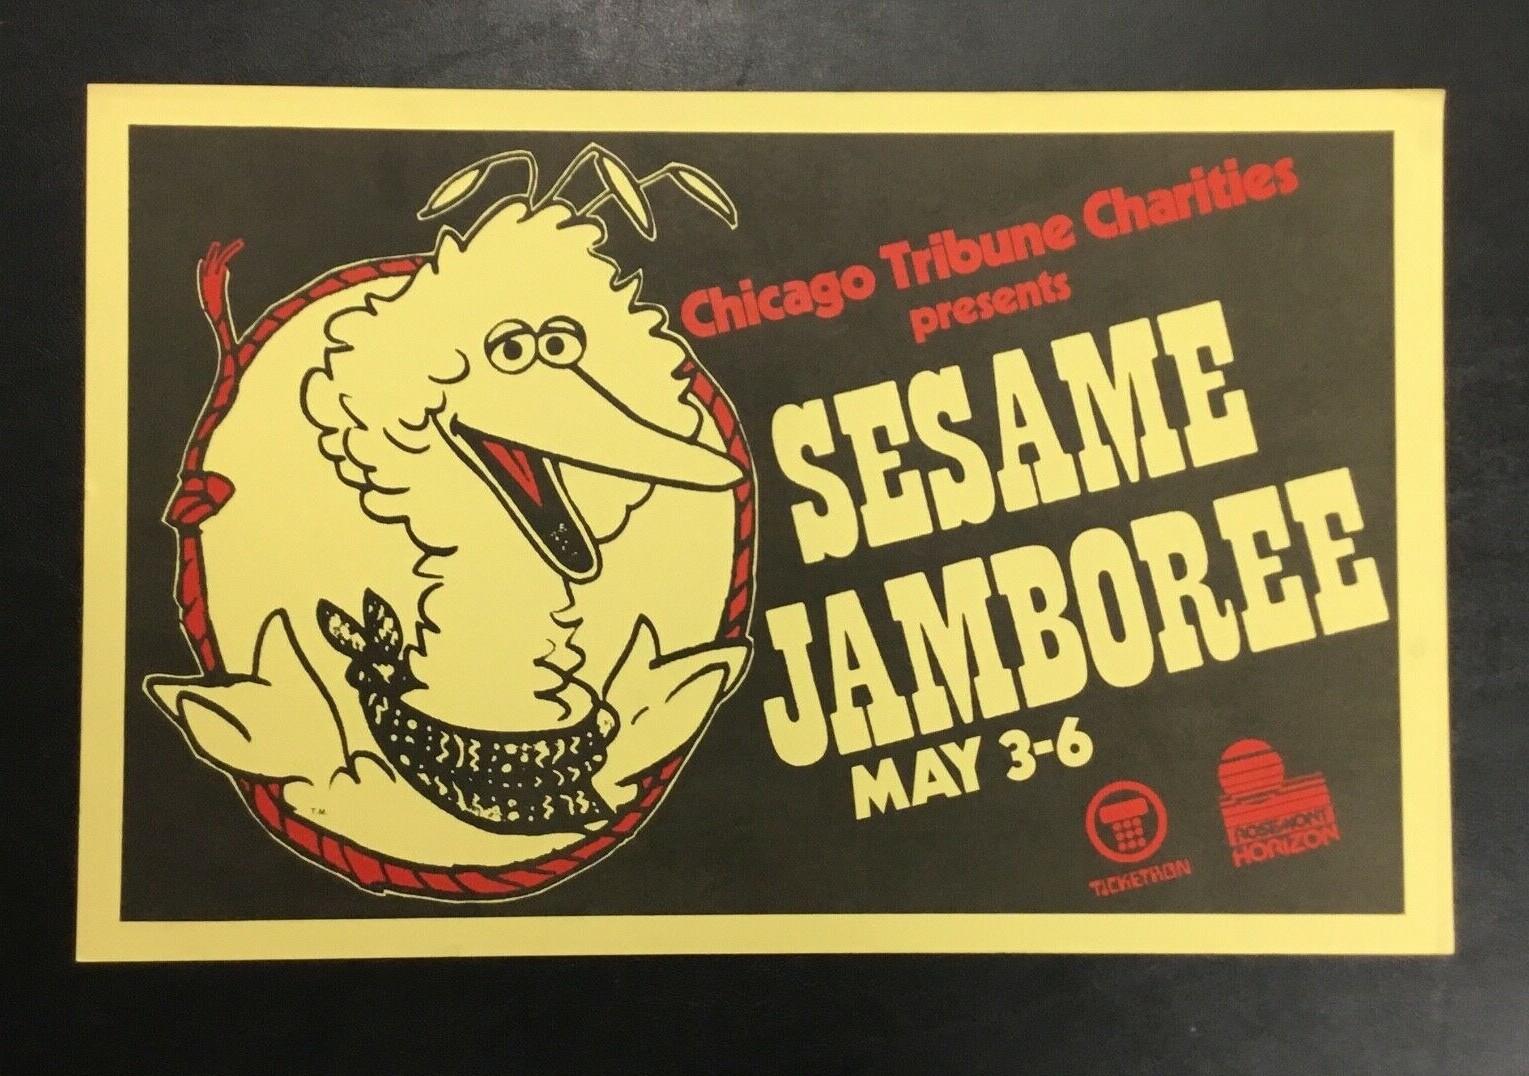 Chicago Tribune Charities
presents
SESAME
JAMBOREE
MAY 3-6
T.M.
TICKETRON
ROSEMONT
HORIZON